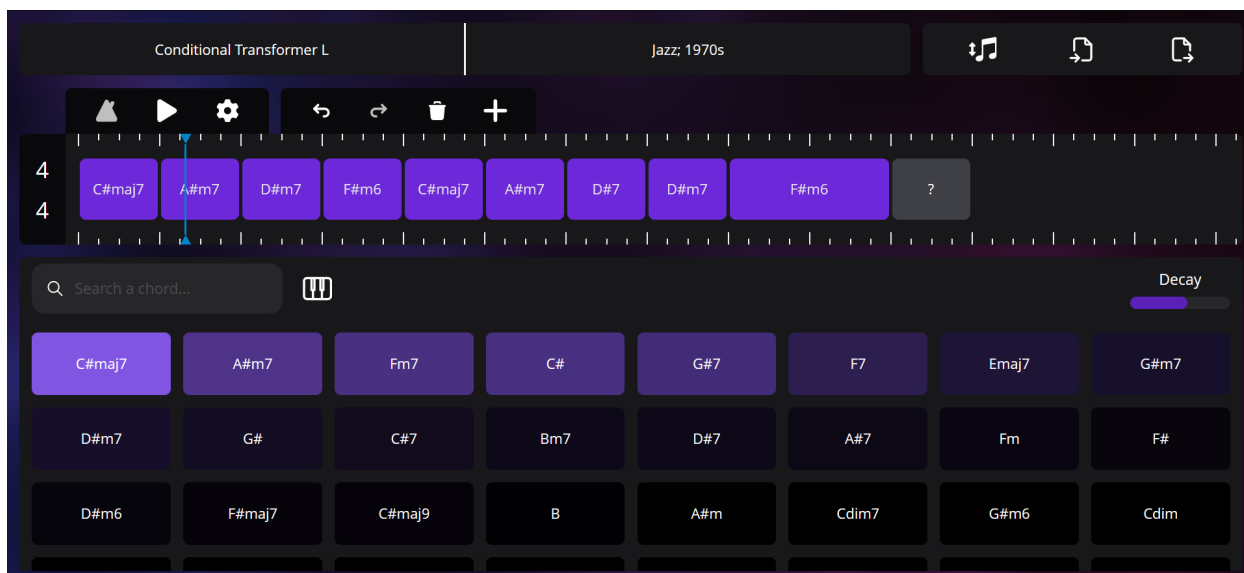 Conditional Transformer L Jazz; 1970s
4
4
C#maj7 A#m7 D#m7 F#m6 C#maj7 A#m7 D#7 D#m7 F#m6 ?
Search a chord... Decay
C#maj7 A#m7 Fm7 C# G#7 F7 Emaj7 G#m7
D#m7 G# C#7 Bm7 D#7 A#7 Fm F#
D#m6 F#maj7 C#maj9 B A#m Cdim7 G#m6 Cdim